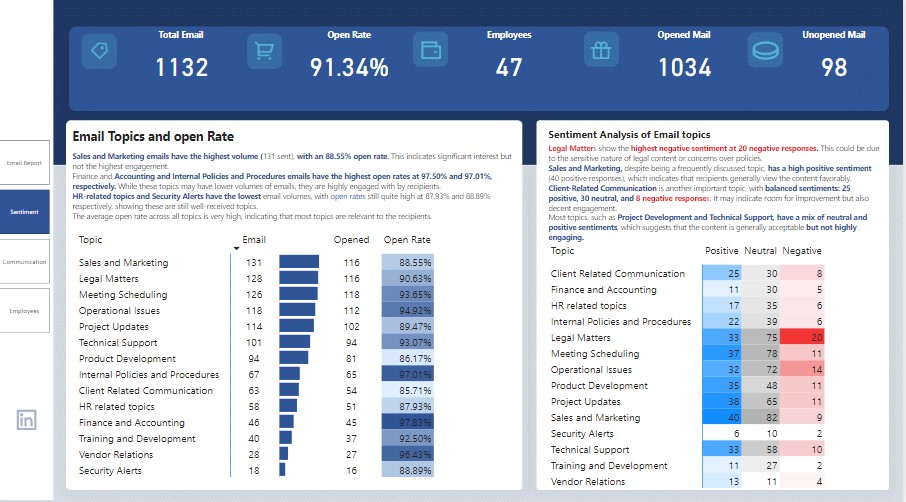 Total Email
1132
Open Rate
91.34%
Employees
47
Opened Mail
1034
Unopened Mail
98
Email Report
Sentiment
Communication
Employees
in
Email Topics and open Rate
Sales and Marketing emails have the highest volume (131 sent), with an 88.55% open rate. This indicates significant interest but
not the highest engagement.
Finance and Accounting and Internal Policies and Procedures emails have the highest open rates at 97.50% and 97.01%,
respectively. While these topics may have lower volumes of emails, they are highly engaged with by recipients.
HR-related topics and Security Alerts have the lowest email volumes, with open rates still quite high at 87.93% and 88.89%
respectively, showing these are still well-received topics.
The average open rate across all topics is very high, indicating that most topics are relevant to the recipients.
Topic Email Opened Open Rate
Sales and Marketing 131 116 88.55%
Legal Matters 128 116 90.63%
Meeting Scheduling 126 118 93.65%
Operational Issues 118 112 94.92%
Project Updates 114 102 89.47%
Technical Support 101 94 93.07%
Product Development 94 81 86.17%
Internal Policies and Procedures 67 65 97.01%
Client Related Communication 63 54 85.71%
HR related topics 58 51 87.93%
Finance and Accounting 46 45 97.83%
Training and Development 40 37 92.50%
Vendor Relations 28 27 96.43%
Security Alerts 18 16 88.89%
Sentiment Analysis of Email topics
Legal Matters show the highest negative sentiment at 20 negative responses. This could be due
to the sensitive nature of legal content or concerns over policies.
Sales and Marketing, despite being a frequently discussed topic, has a high positive sentiment
(40 positive responses), which indicates that recipients generally view the content favorably.
Client-Related Communication is another important topic, with balanced sentiments: 25
positive, 30 neutral, and 8 negative responses. It may indicate room for improvement but also
decent engagement.
Most topics, such as Project Development and Technical Support, have a mix of neutral and
positive sentiments, which suggests that the content is generally acceptable but not highly
engaging.
Topic Positive Neutral Negative
Client Related Communication 25 30 8
Finance and Accounting 11 30 5
HR related topics 17 35 6
Internal Policies and Procedures 22 39 6
Legal Matters 33 75 20
Meeting Scheduling 37 78 11
Operational Issues 32 72 14
Product Development 35 48 11
Project Updates 38 65 11
Sales and Marketing 40 82 9
Security Alerts 6 10 2
Technical Support 33 58 10
Training and Development 11 27 2
Vendor Relations 13 11 4